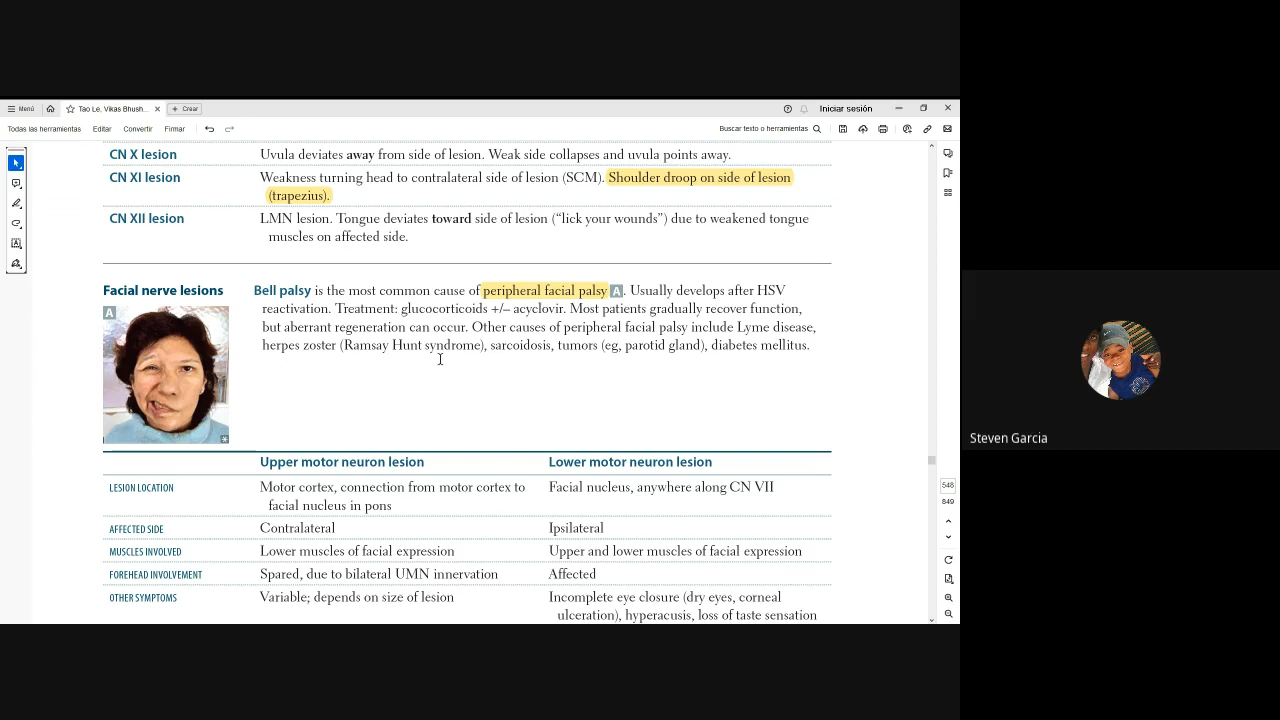 Menú
Tao Le, Vikas Bhush...
Crear
Iniciar sesión
Todas las herramientas
Editar
Convertir
Firmar
Buscar texto o herramientas
CN X lesion
Uvula deviates away from side of lesion. Weak side collapses and uvula points away.
CN XI lesion
Weakness turning head to contralateral side of lesion (SCM). Shoulder droop on side of lesion
(trapezius).
CN XII lesion
LMN lesion. Tongue deviates toward side of lesion (“lick your wounds”) due to weakened tongue
muscles on affected side.
Facial nerve lesions
Bell palsy is the most common cause of peripheral facial palsy A. Usually develops after HSV
reactivation. Treatment: glucocorticoids +/– acyclovir. Most patients gradually recover function,
but aberrant regeneration can occur. Other causes of peripheral facial palsy include Lyme disease,
herpes zoster (Ramsay Hunt syndrome), sarcoidosis, tumors (eg, parotid gland), diabetes mellitus.
A
Upper motor neuron lesion
Lower motor neuron lesion
LESION LOCATION
Motor cortex, connection from motor cortex to
facial nucleus in pons
Facial nucleus, anywhere along CN VII
AFFECTED SIDE
Contralateral
Ipsilateral
MUSCLES INVOLVED
Lower muscles of facial expression
Upper and lower muscles of facial expression
FOREHEAD INVOLVEMENT
Spared, due to bilateral UMN innervation
Affected
OTHER SYMPTOMS
Variable; depends on size of lesion
Incomplete eye closure (dry eyes, corneal
ulceration), hyperacusis, loss of taste sensation
548
849
Steven Garcia